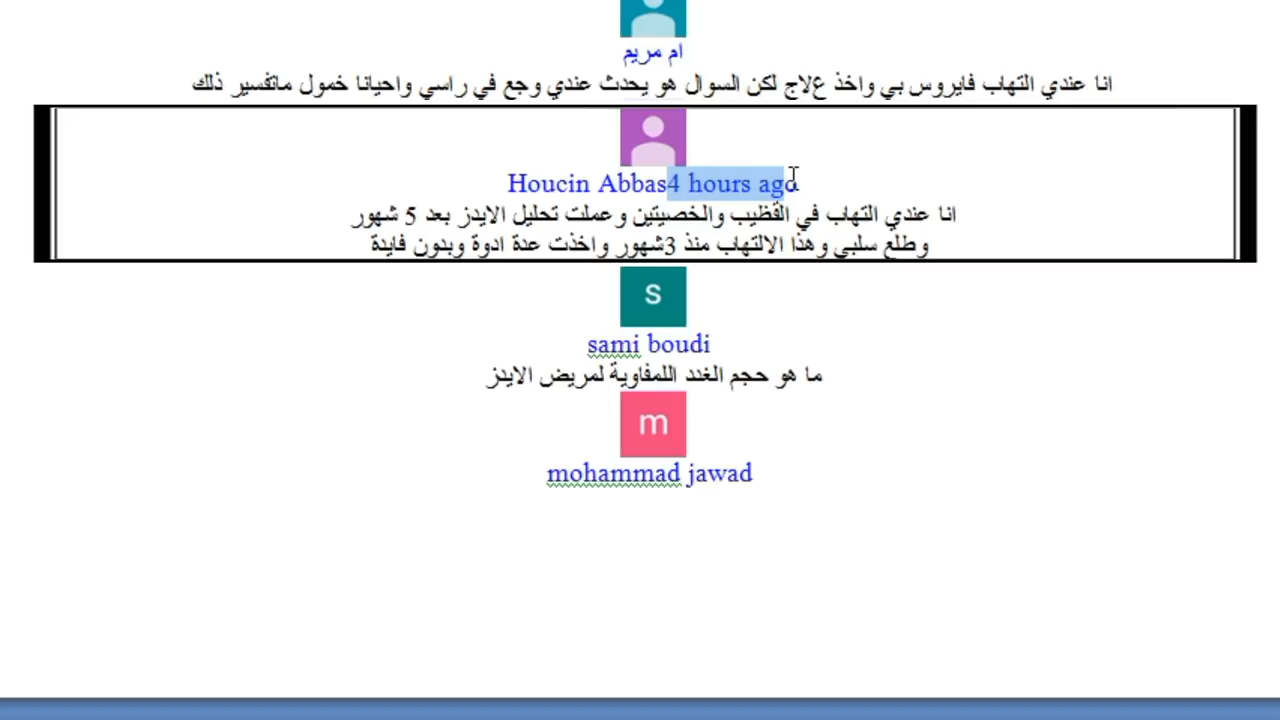 ام مريم
انا عندي التهاب فايروس بي واخذ علاج لكن السوال هو يحدث عندي وجع في راسي واحيانا خمول ماتفسير ذلك
Houcin Abbas4 hours ago
انا عندي التهاب في القظيب والخصيتين وعملت تحليل الايدز بعد 5 شهور
وطلع سلبي وهذا الالتهاب منذ 3شهور واخذت عدة ادوة وبدون فايدة
s
sami boudi
ما هو حجم الغدد اللمفاوية لمريض الايدز
m
mohammad jawad